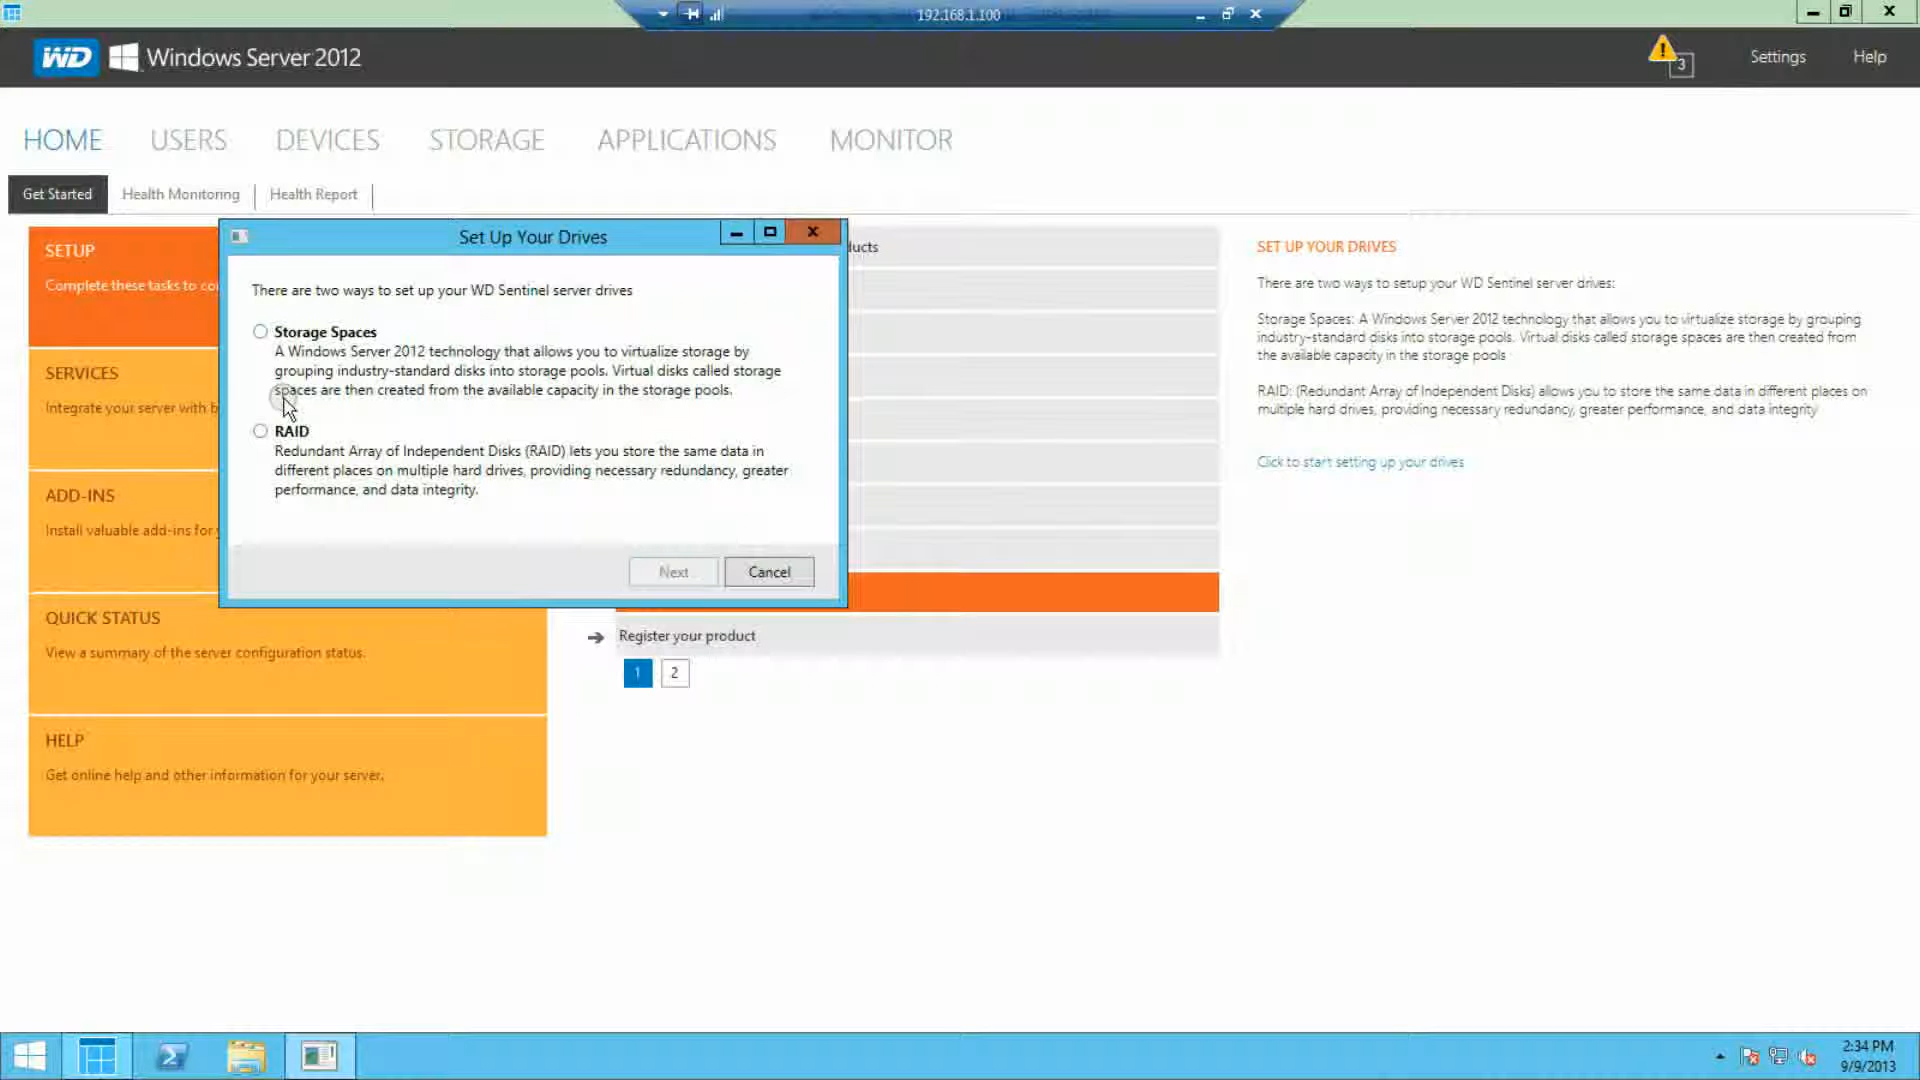 192.168.1.100
WD Windows Server 2012
3
Settings
Help
HOME
USERS
DEVICES
STORAGE
APPLICATIONS
MONITOR
Get Started
Health Monitoring
Health Report
SETUP
Complete these tasks to co
SERVICES
Integrate your server with b
ADD-INS
Install valuable add-ins for
QUICK STATUS
View a summary of the server configuration status.
HELP
Get online help and other information for your server.
Set Up Your Drives
There are two ways to set up your WD Sentinel server drives
Storage Spaces
A Windows Server 2012 technology that allows you to virtualize storage by
grouping industry-standard disks into storage pools. Virtual disks called storage
spaces are then created from the available capacity in the storage pools.
RAID
Redundant Array of Independent Disks (RAID) lets you store the same data in
different places on multiple hard drives, providing necessary redundancy, greater
performance, and data integrity.
Next
Cancel
ducts
Register your product
1
2
SET UP YOUR DRIVES
There are two ways to setup your WD Sentinel server drives:
Storage Spaces: A Windows Server 2012 technology that allows you to virtualize storage by grouping
industry-standard disks into storage pools. Virtual disks called storage spaces are then created from
the available capacity in the storage pools
RAID: (Redundant Array of Independent Disks) allows you to store the same data in different places on
multiple hard drives, providing necessary redundancy, greater performance, and data integrity
Click to start setting up your drives
2:34 PM
9/9/2013